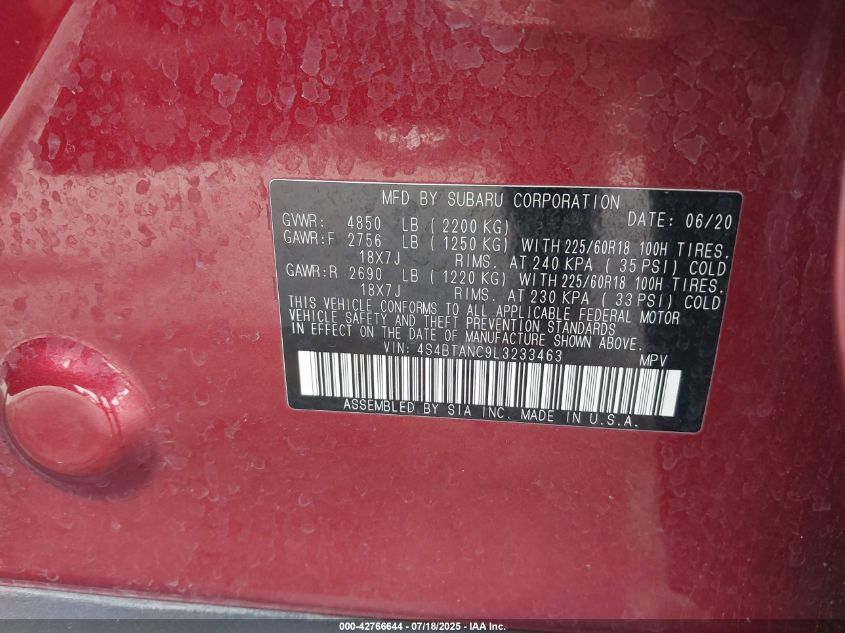 MFD BY SUBARU CORPORATION DATE: 06/20
GVWR: 4850 LB ( 2200 KG)
GAWR:F 2756 LB ( 1250 KG) WITH 225/60R18 100H TIRES.
18X7J RIMS. AT 240 KPA ( 35 PSI) COLD
GAWR:R 2690 LB ( 1220 KG) WITH 225/60R18 100H TIRES.
18X7J RIMS. AT 230 KPA ( 33 PSI) COLD
THIS VEHICLE CONFORMS TO ALL APPLICABLE FEDERAL MOTOR
VEHICLE SAFETY AND THEFT PREVENTION STANDARDS
IN EFFECT ON THE DATE OF MANUFACTURE SHOWN ABOVE.
VIN: 4S4BTANC9L3233463 MPV
ASSEMBLED BY SIA INC. MADE IN U.S.A.
000-42766644 - 07/18/2025 - IAA Inc.